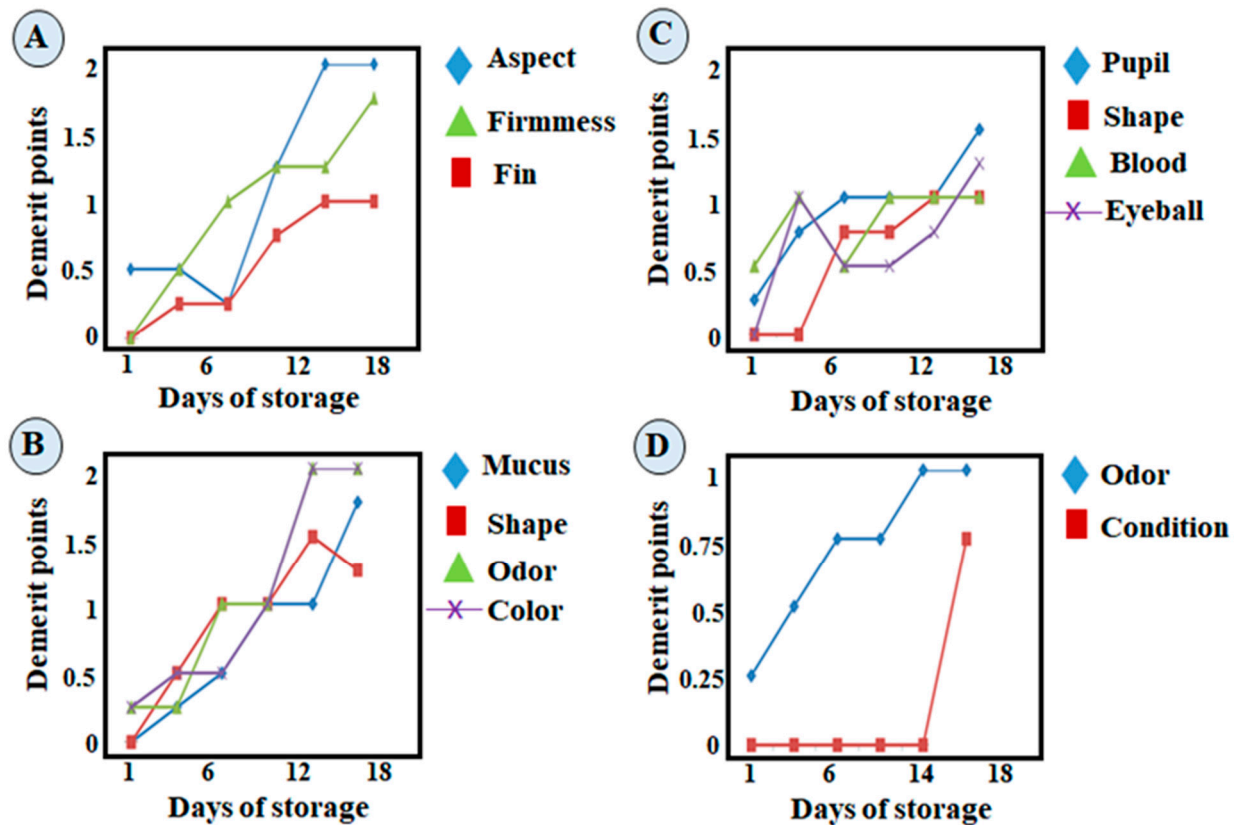 A
Demerit points
2
1.5
1
0.5
0
1 6 12 18
Days of storage
Aspect
Firmmess
Fin
C
Demerit points
2
1.5
1
0.5
0
1 6 12 18
Days of storage
Pupil
Shape
Blood
Eyeball
B
Demerit points
2
1.5
1
0.5
0
1 6 12 18
Days of storage
Mucus
Shape
Odor
Color
D
Demerit points
1
0.75
0.5
0.25
0
1 6 14 18
Days of storage
Odor
Condition